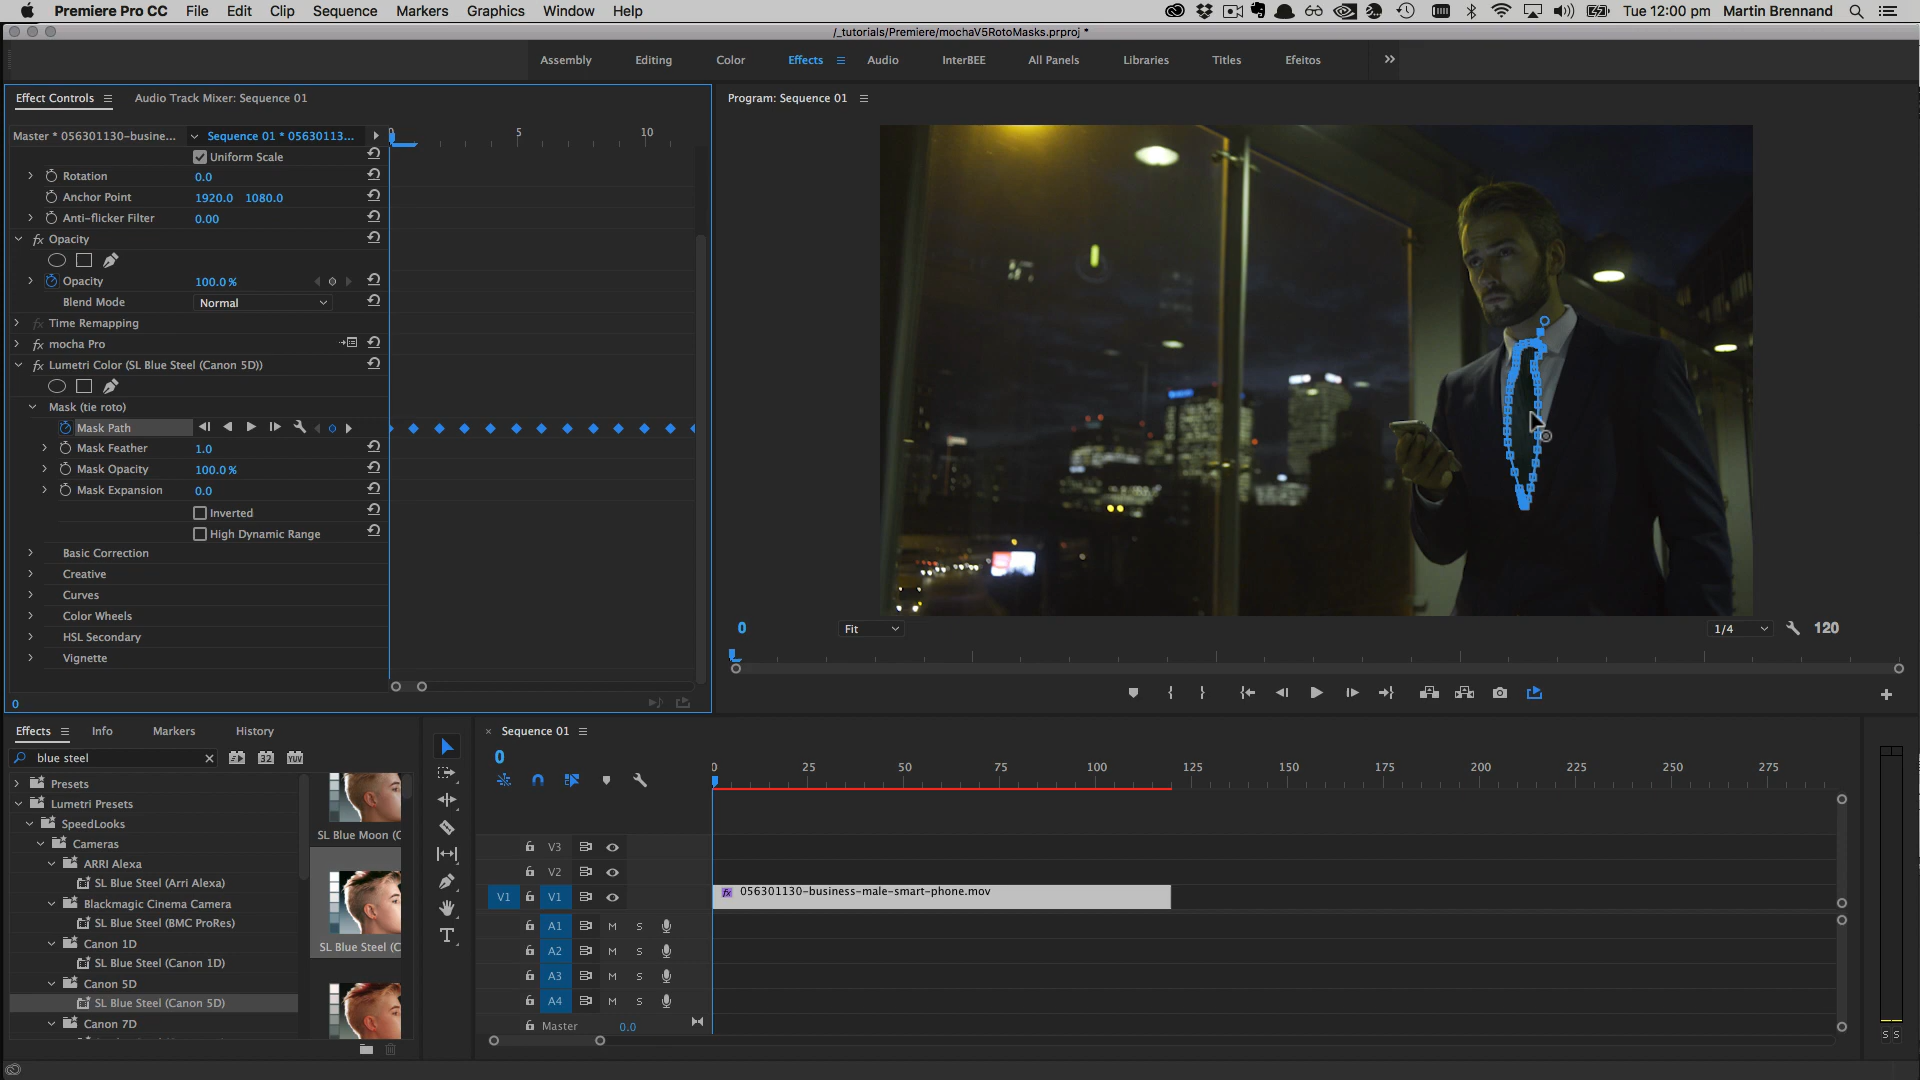 Premiere Pro CC File Edit Clip Sequence Markers Graphics Window Help Tue 12:00 pm Martin Brennand
/_tutorials/Premiere/mochaV5RotoMasks.prproj *
Assembly Editing Color Effects Audio InterBEE All Panels Libraries Titles Efeitos
Effect Controls Audio Track Mixer: Sequence 01
Master * 056301130-busine... Sequence 01 * 05630113...
0 5 10
Uniform Scale
Rotation 0.0
Anchor Point 1920.0 1080.0
Anti-flicker Filter 0.00
fx Opacity
Opacity 100.0 %
Blend Mode Normal
fx Time Remapping
fx mocha Pro
fx Lumetri Color (SL Blue Steel (Canon 5D))
Mask (tie roto)
Mask Path
Mask Feather 1.0
Mask Opacity 100.0 %
Mask Expansion 0.0
Inverted
High Dynamic Range
Basic Correction
Creative
Curves
Color Wheels
HSL Secondary
Vignette
0
Program: Sequence 01
0 Fit 1/4 120
Effects Info Markers History
blue steel 32 YUV
Presets
Lumetri Presets
SpeedLooks
Cameras
ARRI Alexa
SL Blue Steel (Arri Alexa)
Blackmagic Cinema Camera
SL Blue Steel (BMC ProRes)
Canon 1D
SL Blue Steel (Canon 1D)
Canon 5D
SL Blue Steel (Canon 5D)
Canon 7D
SL Blue Moon (C
SL Blue Steel (C
T
Sequence 01
0
0 25 50 75 100 125 150 175 200 225 250 275
V3
V2
V1 V1 fx 056301130-business-male-smart-phone.mov
A1 M S
A2 M S
A3 M S
A4 M S
Master 0.0
S S